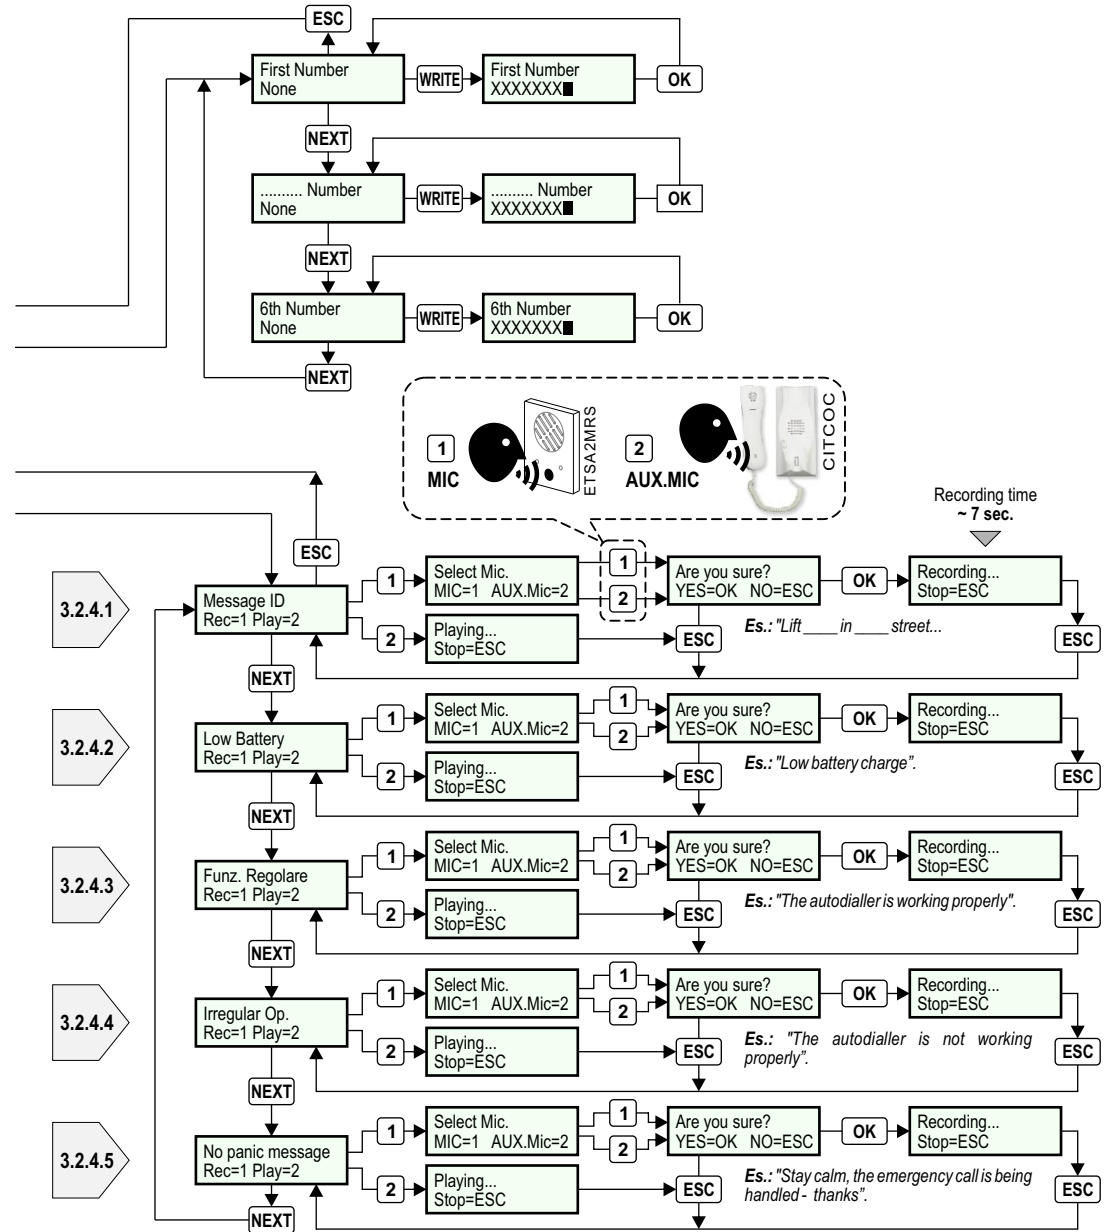 ESC
First Number
None
WRITE
First Number
XXXXXXX
OK
NEXT
.......... Number
None
WRITE
.......... Number
XXXXXXX
OK
NEXT
6th Number
None
WRITE
6th Number
XXXXXXX
OK
NEXT
1
MIC
ETSA2MRS
2
AUX.MIC
CITCOC
Recording time
~ 7 sec.
ESC
3.2.4.1
Message ID
Rec=1 Play=2
1
Select Mic.
MIC=1 AUX.Mic=2
1
2
Are you sure?
YES=OK NO=ESC
OK
Recording...
Stop=ESC
2
Playing...
Stop=ESC
ESC
Es.: "Lift ____ in ____ street...
ESC
NEXT
3.2.4.2
Low Battery
Rec=1 Play=2
1
Select Mic.
MIC=1 AUX.Mic=2
1
2
Are you sure?
YES=OK NO=ESC
OK
Recording...
Stop=ESC
2
Playing...
Stop=ESC
ESC
Es.: "Low battery charge”.
ESC
NEXT
3.2.4.3
Funz. Regolare
Rec=1 Play=2
1
Select Mic.
MIC=1 AUX.Mic=2
1
2
Are you sure?
YES=OK NO=ESC
OK
Recording...
Stop=ESC
2
Playing...
Stop=ESC
ESC
Es.: "The autodialler is working properly".
ESC
NEXT
3.2.4.4
Irregular Op.
Rec=1 Play=2
1
Select Mic.
MIC=1 AUX.Mic=2
1
2
Are you sure?
YES=OK NO=ESC
OK
Recording...
Stop=ESC
2
Playing...
Stop=ESC
ESC
Es.: "The autodialler is not working
properly”.
ESC
NEXT
3.2.4.5
No panic message
Rec=1 Play=2
1
Select Mic.
MIC=1 AUX.Mic=2
1
2
Are you sure?
YES=OK NO=ESC
OK
Recording...
Stop=ESC
2
Playing...
Stop=ESC
ESC
Es.: "Stay calm, the emergency call is being
handled - thanks”.
ESC
NEXT